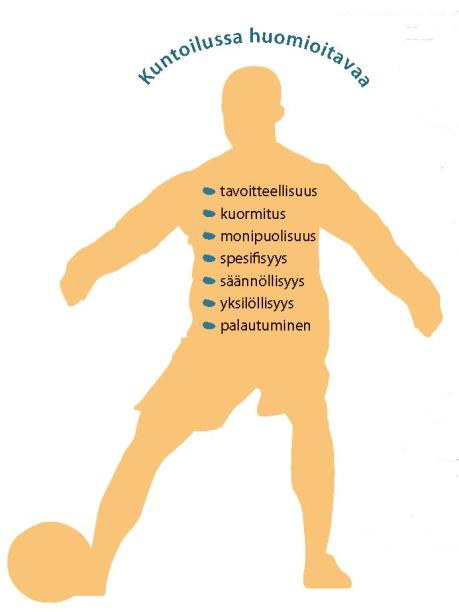 Kuntoilussa huomioitavaa
tavoitteellisuus
kuormitus
monipuolisuus
spesifisyys
säännöllisyys
yksilöllisyys
palautuminen